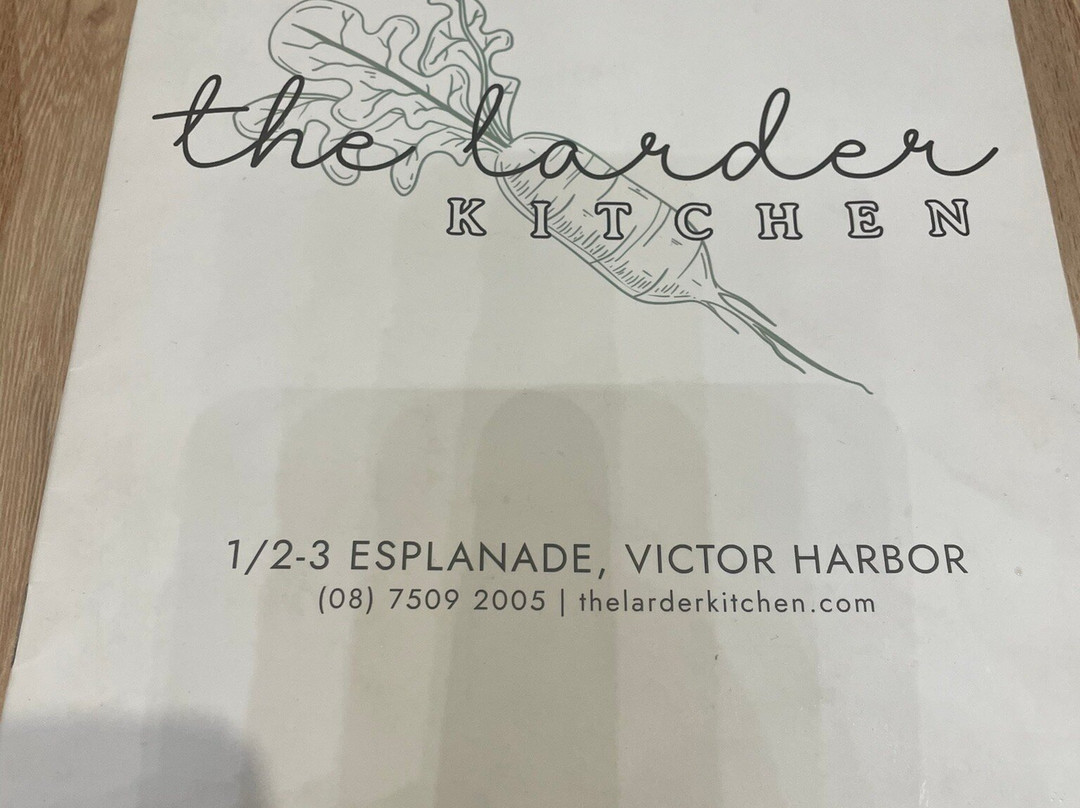 the larder
KITCHEN
1/2-3 ESPLANADE, VICTOR HARBOR
(08) 7509 2005 | thelarderkitchen.com